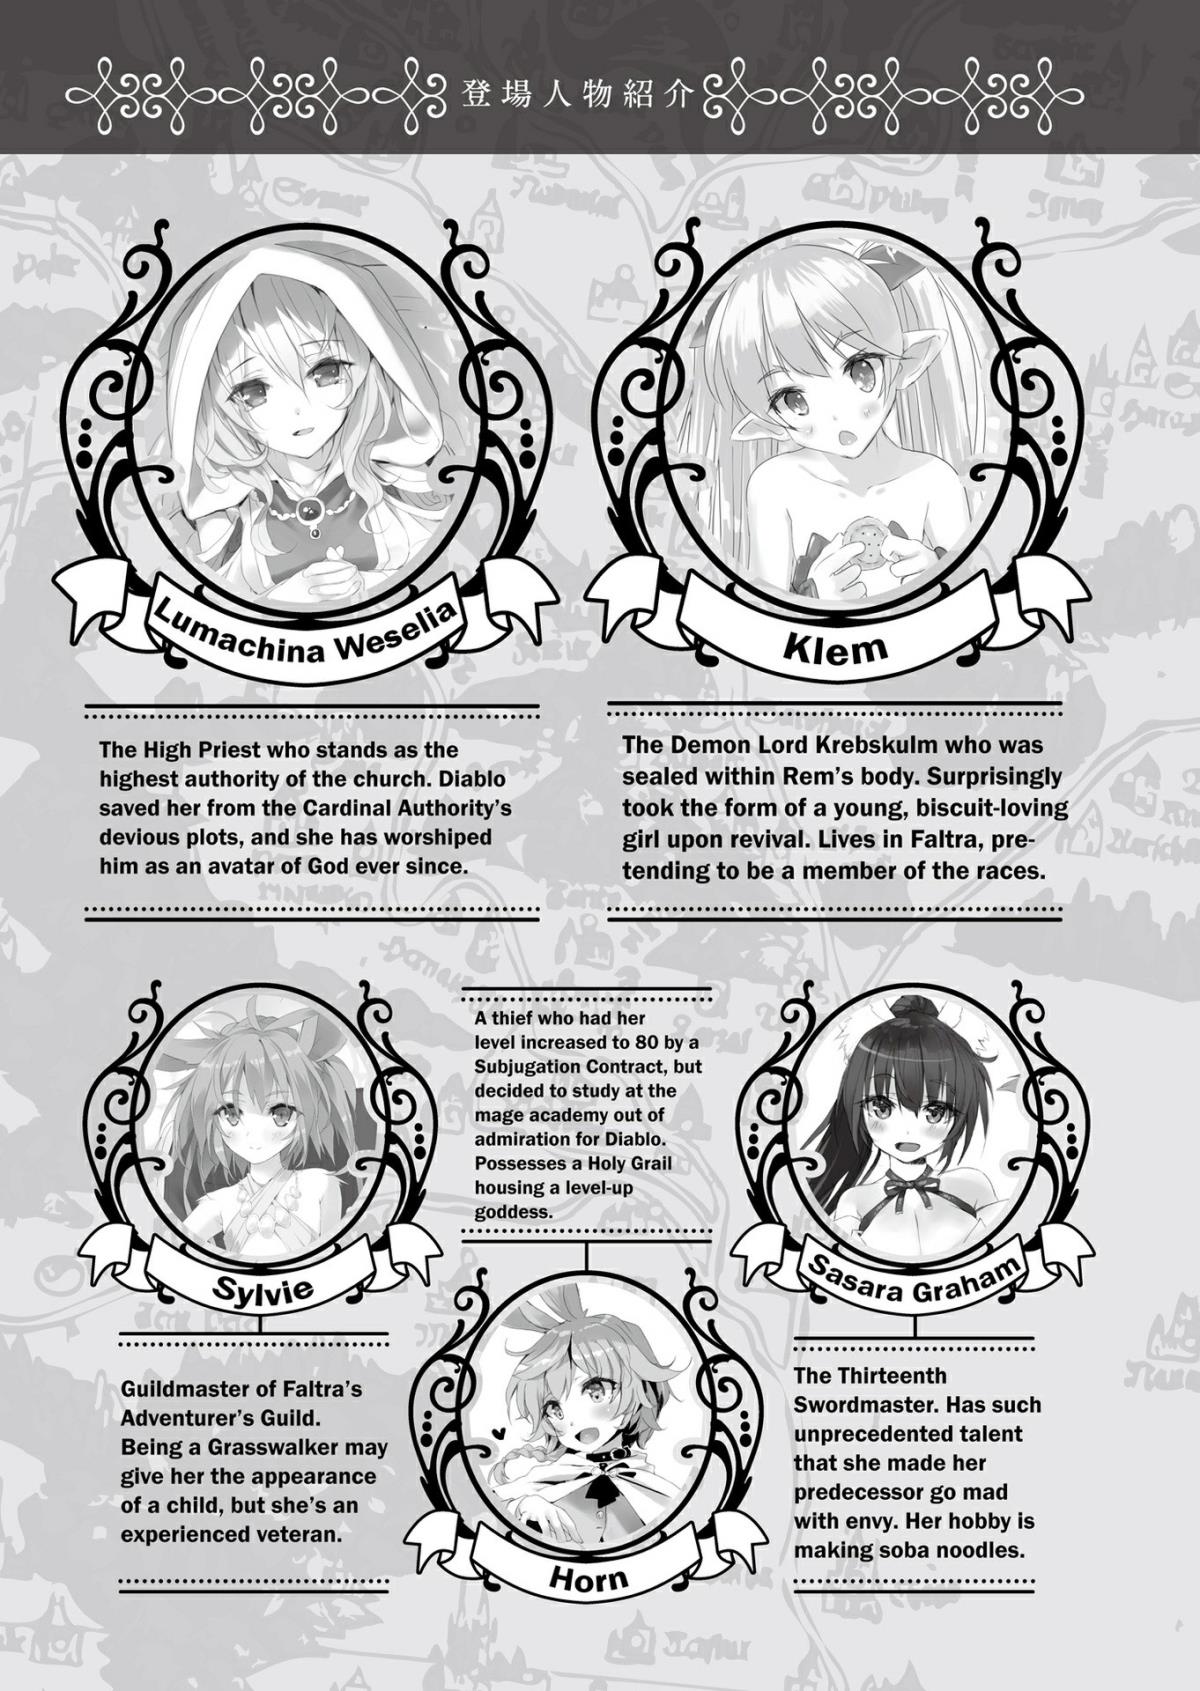 登場人物紹介
Lumachina Weselia
The High Priest who stands as the
highest authority of the church. Diablo
saved her from the Cardinal Authority's
devious plots, and she has worshiped
him as an avatar of God ever since.
Klem
The Demon Lord Krebskulm who was
sealed within Rem's body. Surprisingly
took the form of a young, biscuit-loving
girl upon revival. Lives in Faltra, pre-
tending to be a member of the races.
Sylvie
Guildmaster of Faltra's
Adventurer's Guild.
Being a Grasswalker may
give her the appearance
of a child, but she's an
experienced veteran.
A thief who had her
level increased to 80 by a
Subjugation Contract, but
decided to study at the
mage academy out of
admiration for Diablo.
Possesses a Holy Grail
housing a level-up
goddess.
Horn
Sasara Graham
The Thirteenth
Swordmaster. Has such
unprecedented talent
that she made her
predecessor go mad
with envy. Her hobby is
making soba noodles.